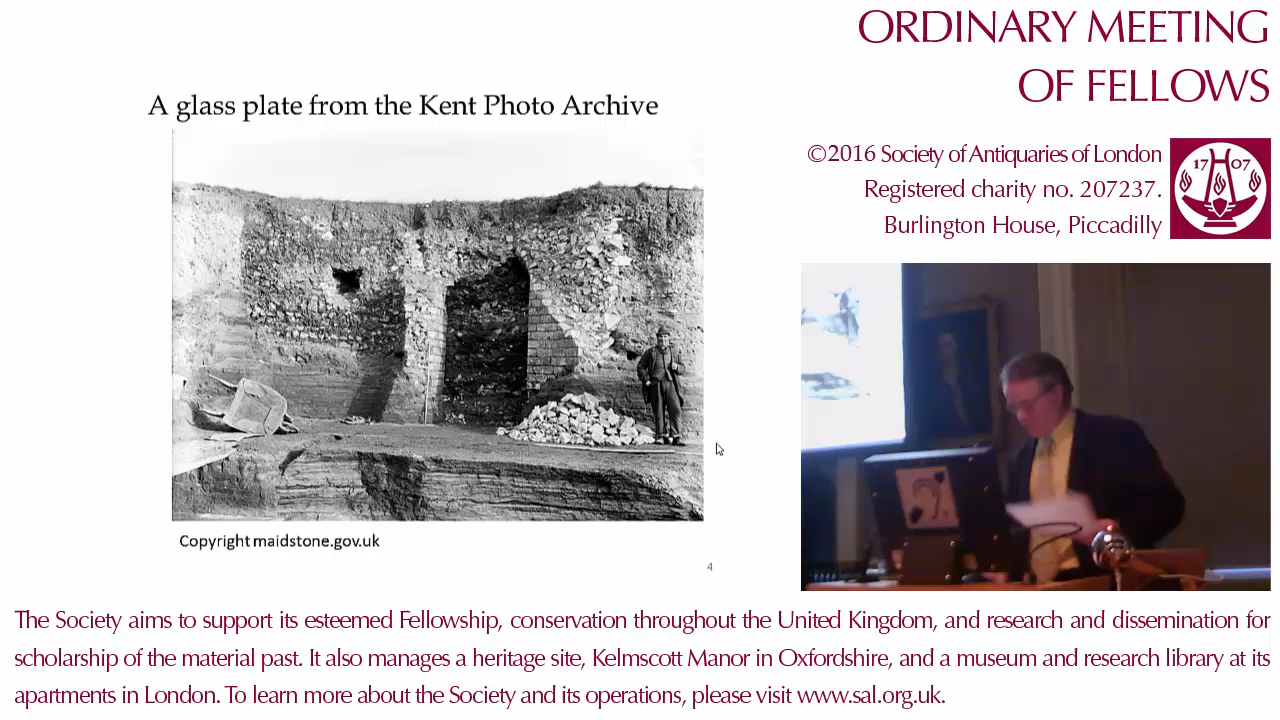 ORDINARY MEETING
OF FELLOWS
A glass plate from the Kent Photo Archive
©2016 Society of Antiquaries of London
Registered charity no. 207237.
Burlington House, Piccadilly
17 07
Copyright maidstone.gov.uk
4
The Society aims to support its esteemed Fellowship, conservation throughout the United Kingdom, and research and dissemination for
scholarship of the material past. It also manages a heritage site, Kelmscott Manor in Oxfordshire, and a museum and research library at its
apartments in London. To learn more about the Society and its operations, please visit www.sal.org.uk.